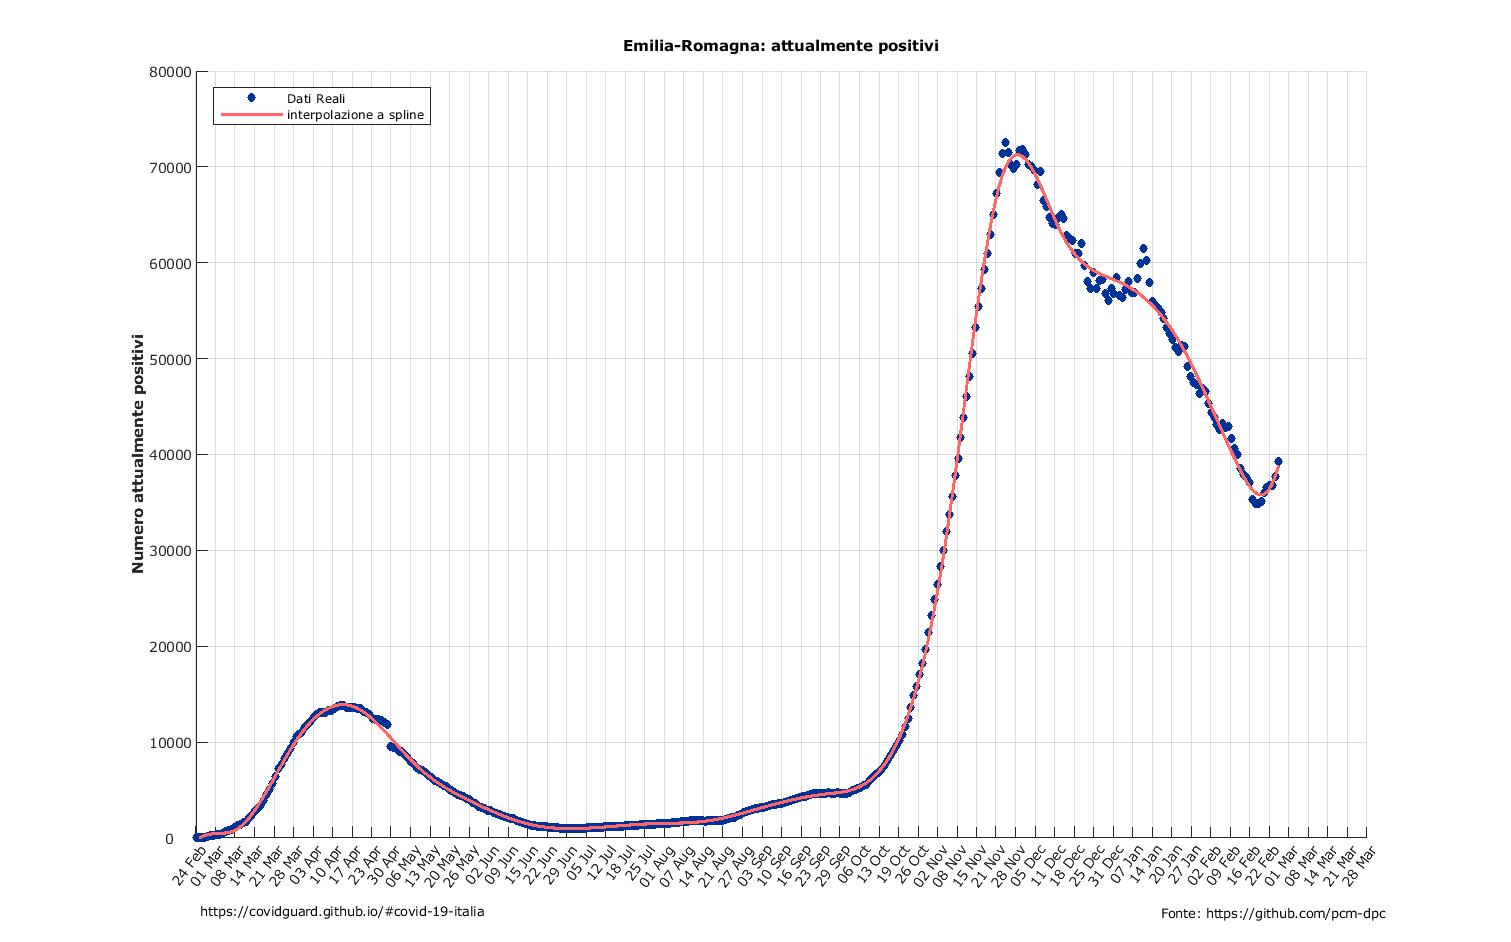 Emilia-Romagna: attualmente positivi
80000
Dati Reali
interpolazione a spline
70000
60000
50000
Numero attualmente positivi
40000
30000
20000
10000
0
24 Feb
01 Mar
08 Mar
14 Mar
21 Mar
28 Mar
03 Apr
10 Apr
17 Apr
23 Apr
30 Apr
06 May
13 May
20 May
26 May
02 Jun
09 Jun
15 Jun
22 Jun
29 Jun
05 Jul
12 Jul
18 Jul
25 Jul
01 Aug
07 Aug
14 Aug
21 Aug
27 Aug
03 Sep
10 Sep
16 Sep
23 Sep
29 Sep
06 Oct
13 Oct
19 Oct
26 Oct
02 Nov
08 Nov
15 Nov
21 Nov
28 Nov
05 Dec
11 Dec
18 Dec
25 Dec
31 Dec
07 Jan
14 Jan
20 Jan
27 Jan
02 Feb
09 Feb
16 Feb
22 Feb
01 Mar
08 Mar
14 Mar
21 Mar
28 Mar
https://covidguard.github.io/#covid-19-italia
Fonte: https://github.com/pcm-dpc